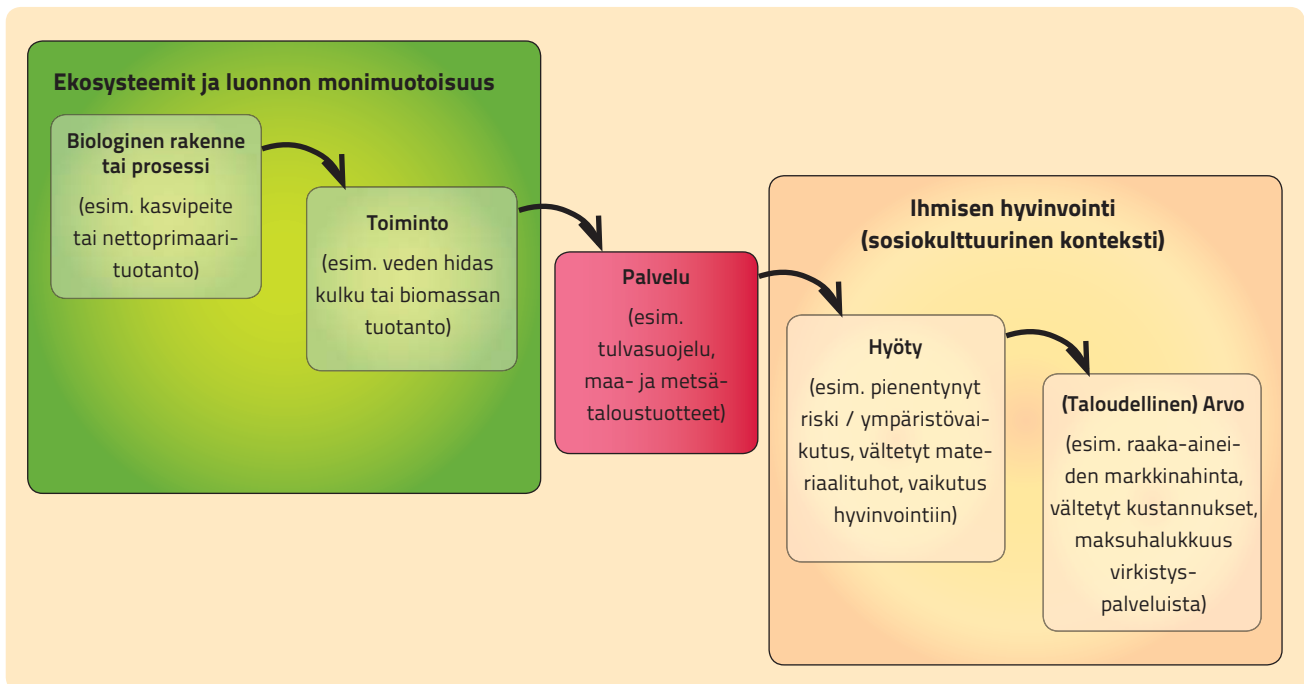 Ekosysteemit ja luonnon monimuotoisuus
Biologinen rakenne
tai prosessi
(esim. kasvipeite
tai nettoprimaari-
tuotanto)
Toiminto
(esim. veden hidas
kulku tai biomassan
tuotanto)
Palvelu
(esim.
tulvasuojelu,
maa- ja metsä-
taloustuotteet)
Ihmisen hyvinvointi
(sosiokulttuurinen konteksti)
Hyöty
(esim. pienentynyt
riski / ympäristövai-
kutus, vältetyt mate-
riaalituhot, vaikutus
hyvinvointiin)
(Taloudellinen) Arvo
(esim. raaka-ainei-
den markkinahinta,
vältetyt kustannukset,
maksuhalukkuus
virkistys-
palveluista)